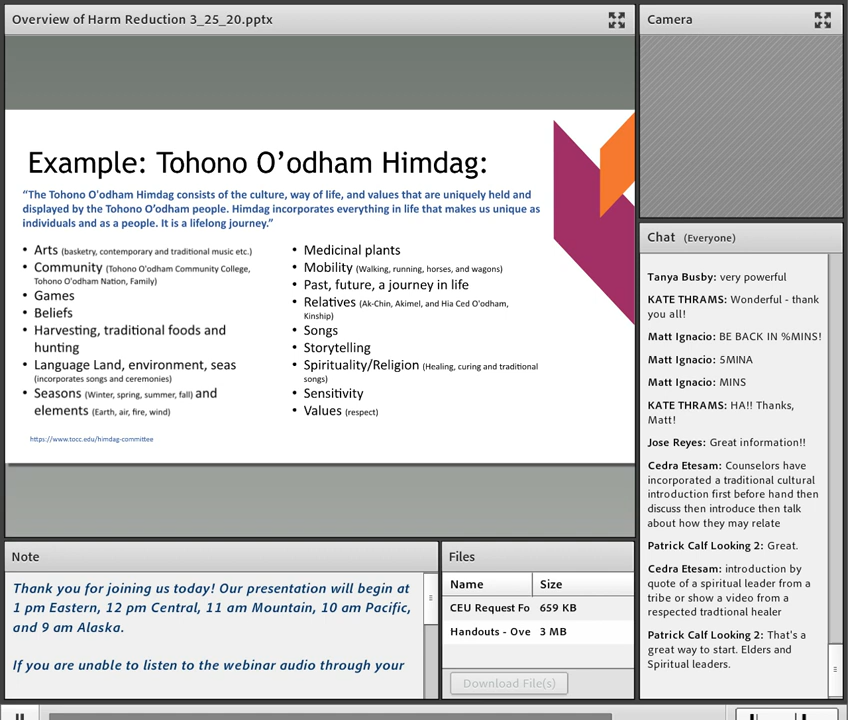 Overview of Harm Reduction 3_25_20.pptx
Example: Tohono O’odham Himdag:
“The Tohono O'odham Himdag consists of the culture, way of life, and values that are uniquely held and
displayed by the Tohono O’odham people. Himdag incorporates everything in life that makes us unique as
individuals and as a people. It is a lifelong journey.”
• Arts (basketry, contemporary and traditional music etc.)
• Community (Tohono O'odham Community College,
Tohono O'odham Nation, Family)
• Games
• Beliefs
• Harvesting, traditional foods and
hunting
• Language Land, environment, seas
(incorporates songs and ceremonies)
• Seasons (Winter, spring, summer, fall) and
elements (Earth, air, fire, wind)
• Medicinal plants
• Mobility (Walking, running, horses, and wagons)
• Past, future, a journey in life
• Relatives (Ak-Chin, Akimel, and Hia Ced O'odham,
Kinship)
• Songs
• Storytelling
• Spirituality/Religion (Healing, curing and traditional
songs)
• Sensitivity
• Values (respect)
https://www.tocc.edu/himdag-committee
Note
Thank you for joining us today! Our presentation will begin at
1 pm Eastern, 12 pm Central, 11 am Mountain, 10 am Pacific,
and 9 am Alaska.
If you are unable to listen to the webinar audio through your
Files
Name Size
CEU Request Fo 659 KB
Handouts - Ove 3 MB
Download File(s)
Camera
Chat (Everyone)
Tanya Busby: very powerful
KATE THRAMS: Wonderful - thank
you all!
Matt Ignacio: BE BACK IN %MINS!
Matt Ignacio: 5MINA
Matt Ignacio: MINS
KATE THRAMS: HA!! Thanks,
Matt!
Jose Reyes: Great information!!
Cedra Etesam: Counselors have
incorporated a traditional cultural
introduction first before hand then
discuss then introduce then talk
about how they may relate
Patrick Calf Looking 2: Great.
Cedra Etesam: introduction by
quote of a spiritual leader from a
tribe or show a video from a
respected tradtional healer
Patrick Calf Looking 2: That's a
great way to start. Elders and
Spiritual leaders.